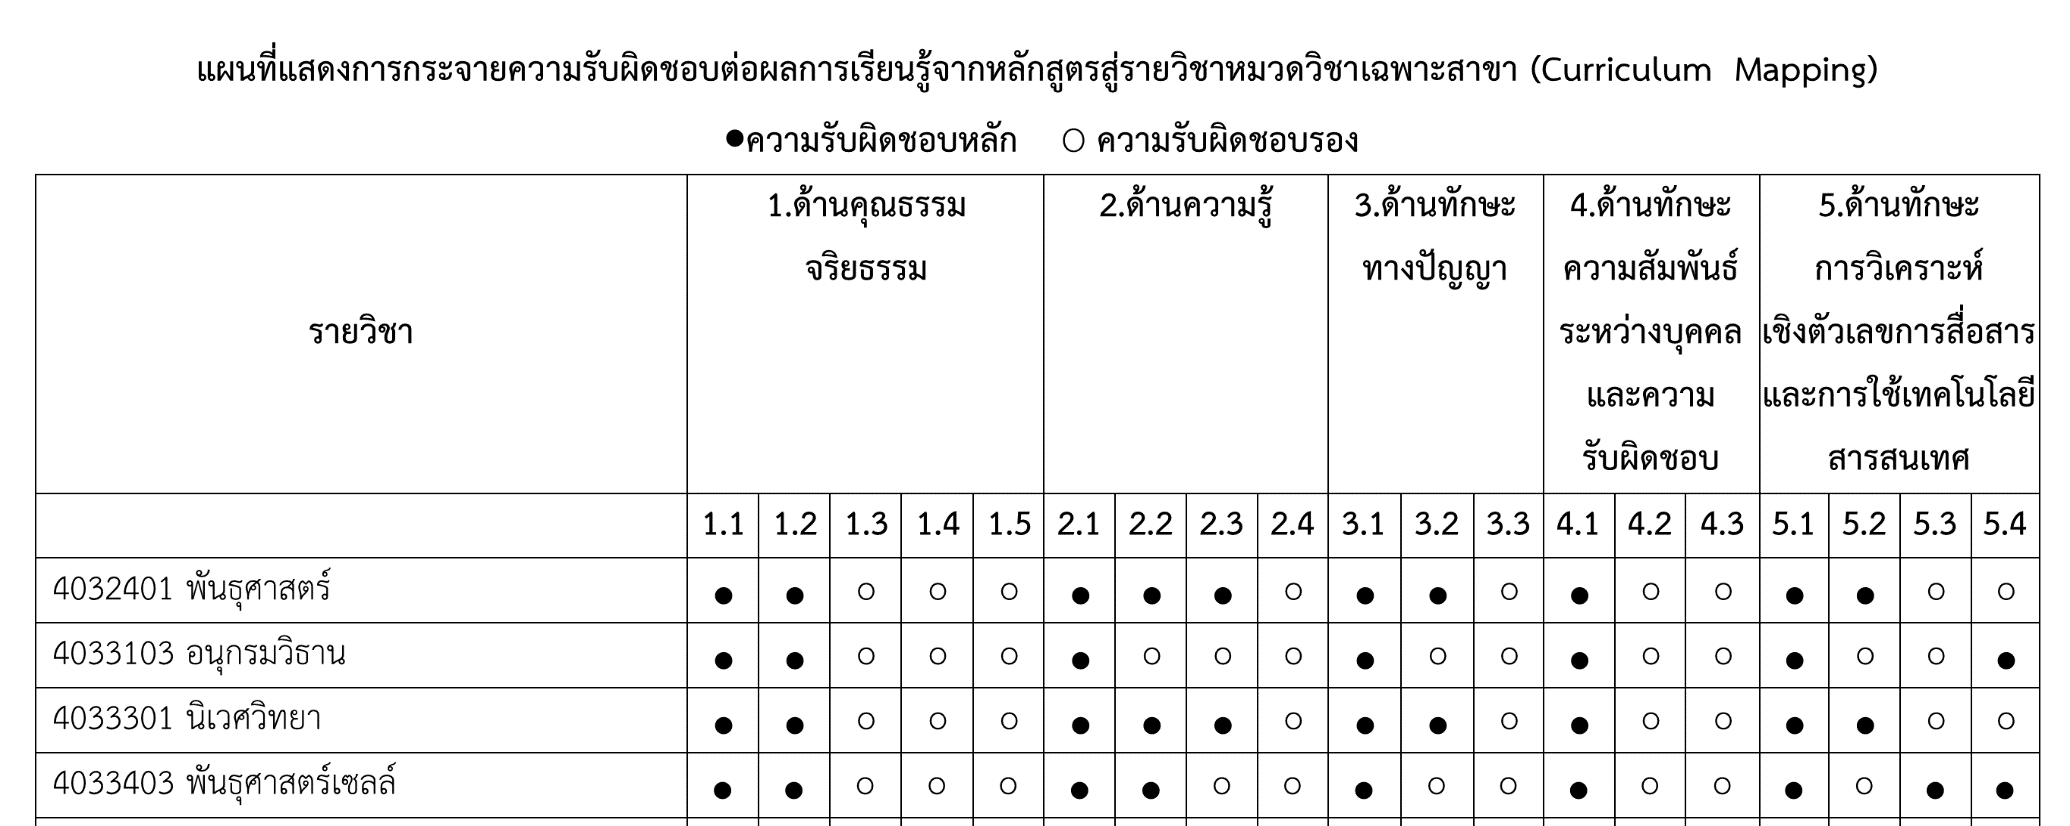 แผนที่แสดงการกระจายความรับผิดชอบต่อผลการเรียนรู้จากหลักสูตรสู่รายวิชาหมวดวิชาเฉพาะสาขา (Curriculum Mapping)
●ความรับผิดชอบหลัก ○ ความรับผิดชอบรอง
รายวิชา
1.ด้านคุณธรรม
จริยธรรม
2.ด้านความรู้
3.ด้านทักษะ
ทางปัญญา
4.ด้านทักษะ
ความสัมพันธ์
ระหว่างบุคคล
และความ
รับผิดชอบ
5.ด้านทักษะ
การวิเคราะห์
เชิงตัวเลขการสื่อสาร
และการใช้เทคโนโลยี
สารสนเทศ
1.1 1.2 1.3 1.4 1.5 2.1 2.2 2.3 2.4 3.1 3.2 3.3 4.1 4.2 4.3 5.1 5.2 5.3 5.4
4032401 พันธุศาสตร์ ● ● ○ ○ ○ ● ● ● ○ ● ● ○ ● ○ ○ ● ● ○ ○
4033103 อนุกรมวิธาน ● ● ○ ○ ○ ● ○ ○ ○ ● ○ ○ ● ○ ○ ● ○ ○ ●
4033301 นิเวศวิทยา ● ● ○ ○ ○ ● ● ● ○ ● ● ○ ● ○ ○ ● ● ○ ○
4033403 พันธุศาสตร์เซลล์ ● ● ○ ○ ○ ● ● ○ ○ ● ○ ○ ● ○ ○ ● ○ ● ●